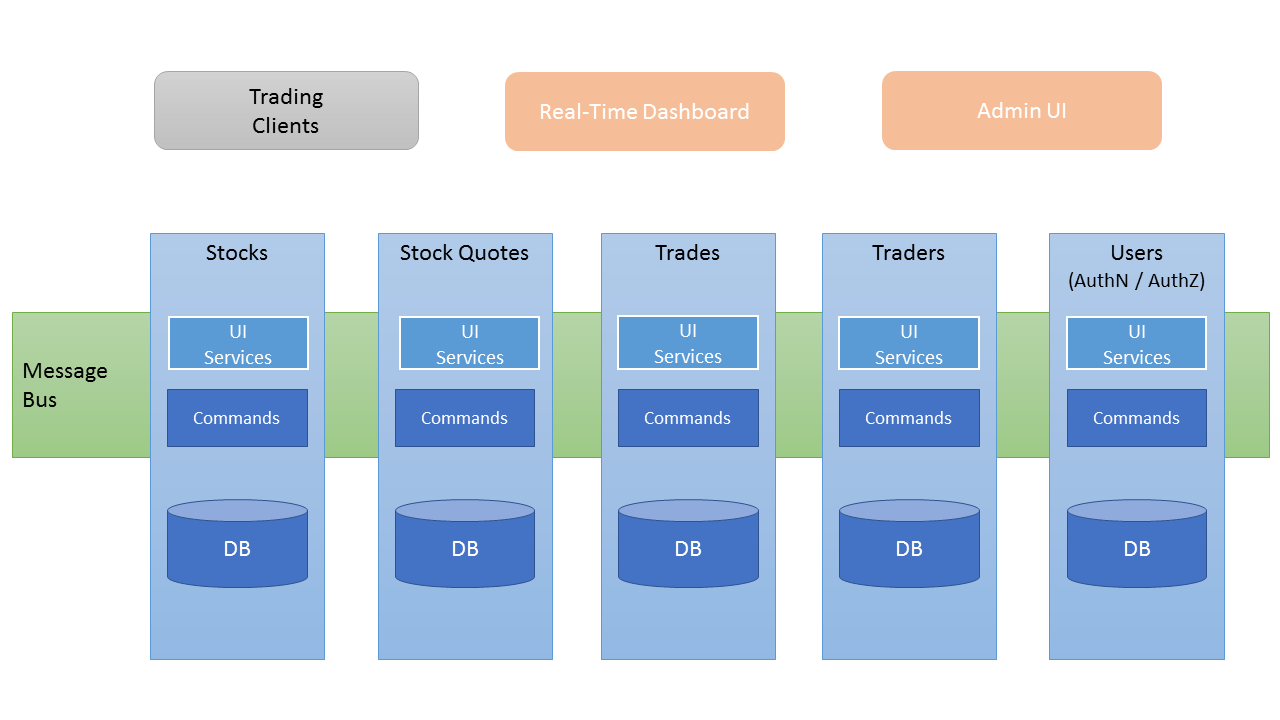 Trading
Clients
Real-Time Dashboard
Admin UI
Stocks
Stock Quotes
Trades
Traders
Users
(AuthN / AuthZ)
Message
Bus
UI
Services
UI
Services
UI
Services
UI
Services
UI
Services
Commands
Commands
Commands
Commands
Commands
DB
DB
DB
DB
DB